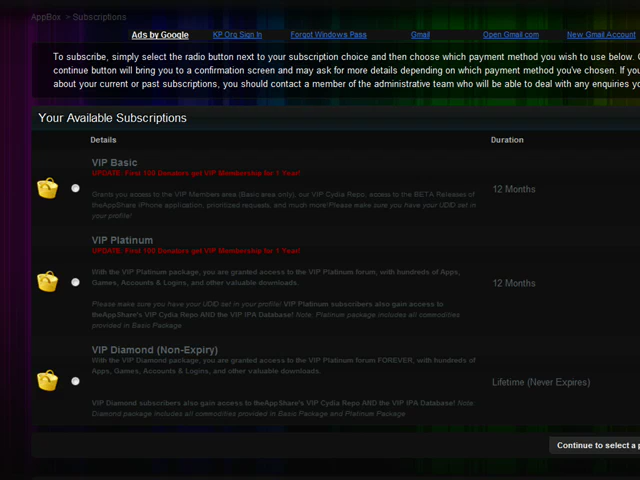 AppBox > Subscriptions
Ads by Google KP Org Sign In Forgot Windows Pass Gmail Open Gmail com New Gmail Account
To subscribe, simply select the radio button next to your subscription choice and then choose which payment method you wish to use below.
continue button will bring you to a confirmation screen and may ask for more details depending on which payment method you've chosen. If you
about your current or past subscriptions, you should contact a member of the administrative team who will be able to deal with any enquiries
Your Available Subscriptions
Details Duration
VIP Basic
UPDATE: First 100 Donators get VIP Membership for 1 Year!
Grants you access to the VIP Members area (Basic area only), our VIP Cydia Repo, access to the BETA Releases of
theAppShare iPhone application, prioritized requests, and much more!Please make sure you have your UDID set in
your profile!
12 Months
VIP Platinum
UPDATE: First 100 Donators get VIP Membership for 1 Year!
With the VIP Platinum package, you are granted access to the VIP Platinum forum, with hundreds of Apps,
Games, Accounts & Logins, and other valuable downloads.
12 Months
Please make sure you have your UDID set in your profile! VIP Platinum subscribers also gain access to
theAppShare's VIP Cydia Repo AND the VIP IPA Database! Note: Platinum package includes all commodities
provided in Basic Package
VIP Diamond (Non-Expiry)
With the VIP Diamond package, you are granted access to the VIP Platinum forum FOREVER, with hundreds of
Apps, Games, Accounts & Logins, and other valuable downloads.
Lifetime (Never Expires)
VIP Diamond subscribers also gain access to theAppShare's VIP Cydia Repo AND the VIP IPA Database! Note:
Diamond package includes all commodities provided in Basic Package and Platinum Package
Continue to select a